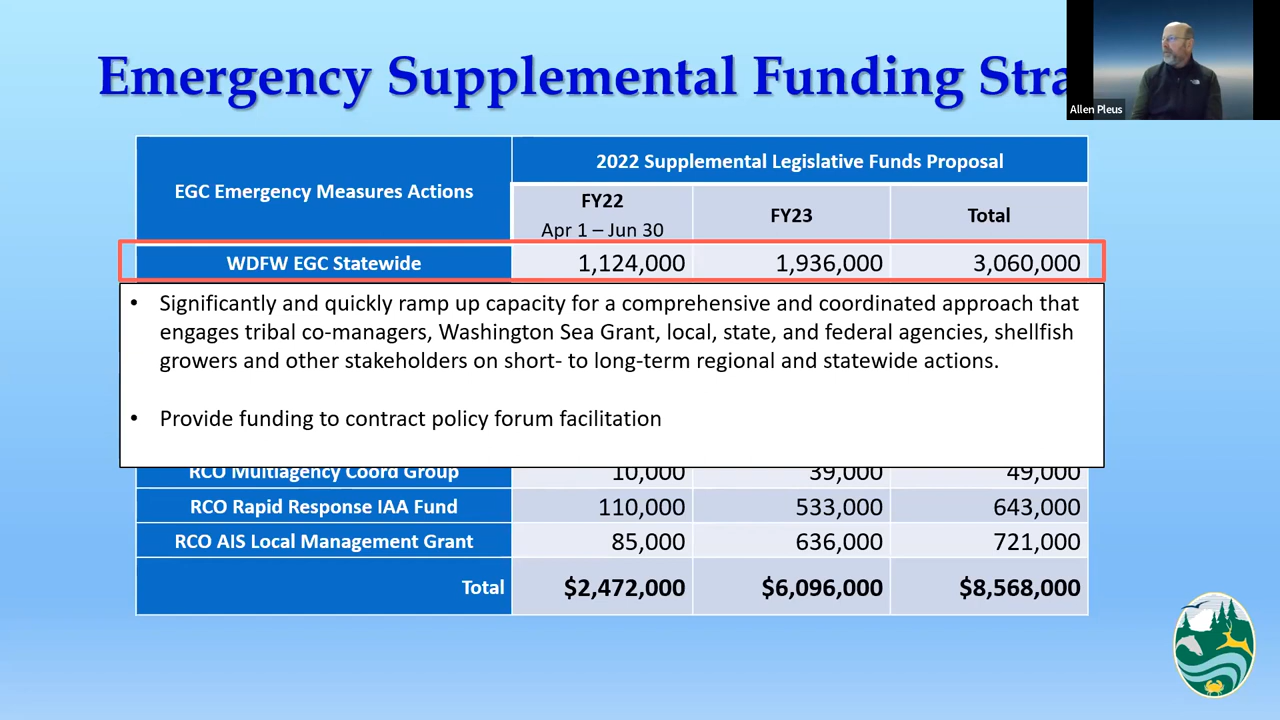 Emergency Supplemental Funding Stra
Allen Pleus
EGC Emergency Measures Actions
2022 Supplemental Legislative Funds Proposal
FY22
Apr 1 – Jun 30
FY23
Total
WDFW EGC Statewide 1,124,000 1,936,000 3,060,000
• Significantly and quickly ramp up capacity for a comprehensive and coordinated approach that
engages tribal co-managers, Washington Sea Grant, local, state, and federal agencies, shellfish
growers and other stakeholders on short- to long-term regional and statewide actions.
• Provide funding to contract policy forum facilitation
RCO Multiagency Coord Group 10,000 39,000 49,000
RCO Rapid Response IAA Fund 110,000 533,000 643,000
RCO AIS Local Management Grant 85,000 636,000 721,000
Total $2,472,000 $6,096,000 $8,568,000